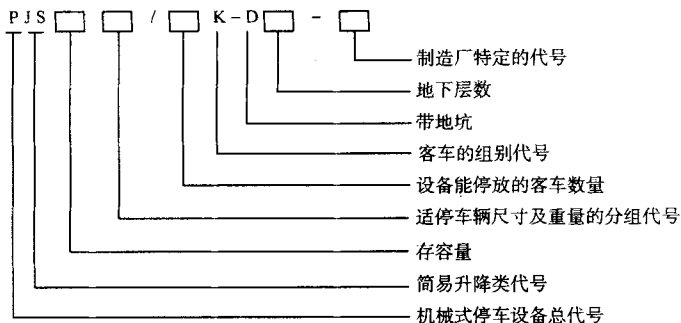 PJS□□/□K-D□-□
制造厂特定的代号
地下层数
带地坑
客车的组别代号
设备能停放的客车数量
适停车辆尺寸及重量的分组代号
存容量
简易升降类代号
机械式停车设备总代号